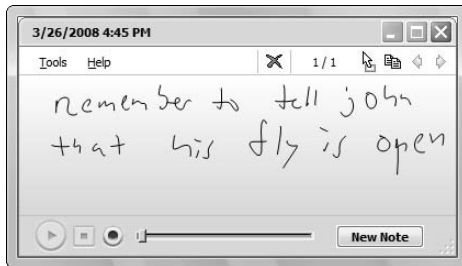 3/26/2008 4:45 PM
Tools Help 1/1
remember to tell john
that his fly is open
New Note